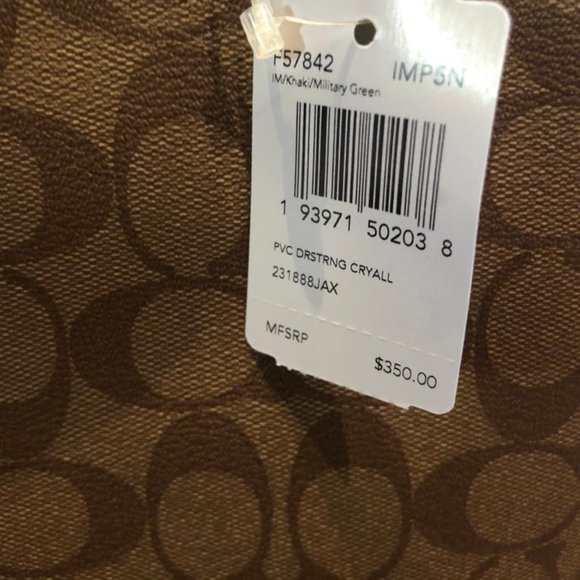 F57842 IMP5N
IM/Khaki/Military Green
1 93971 50203 8
PVC DRSTRNG CRYALL
231888JAX
MFSRP $350.00